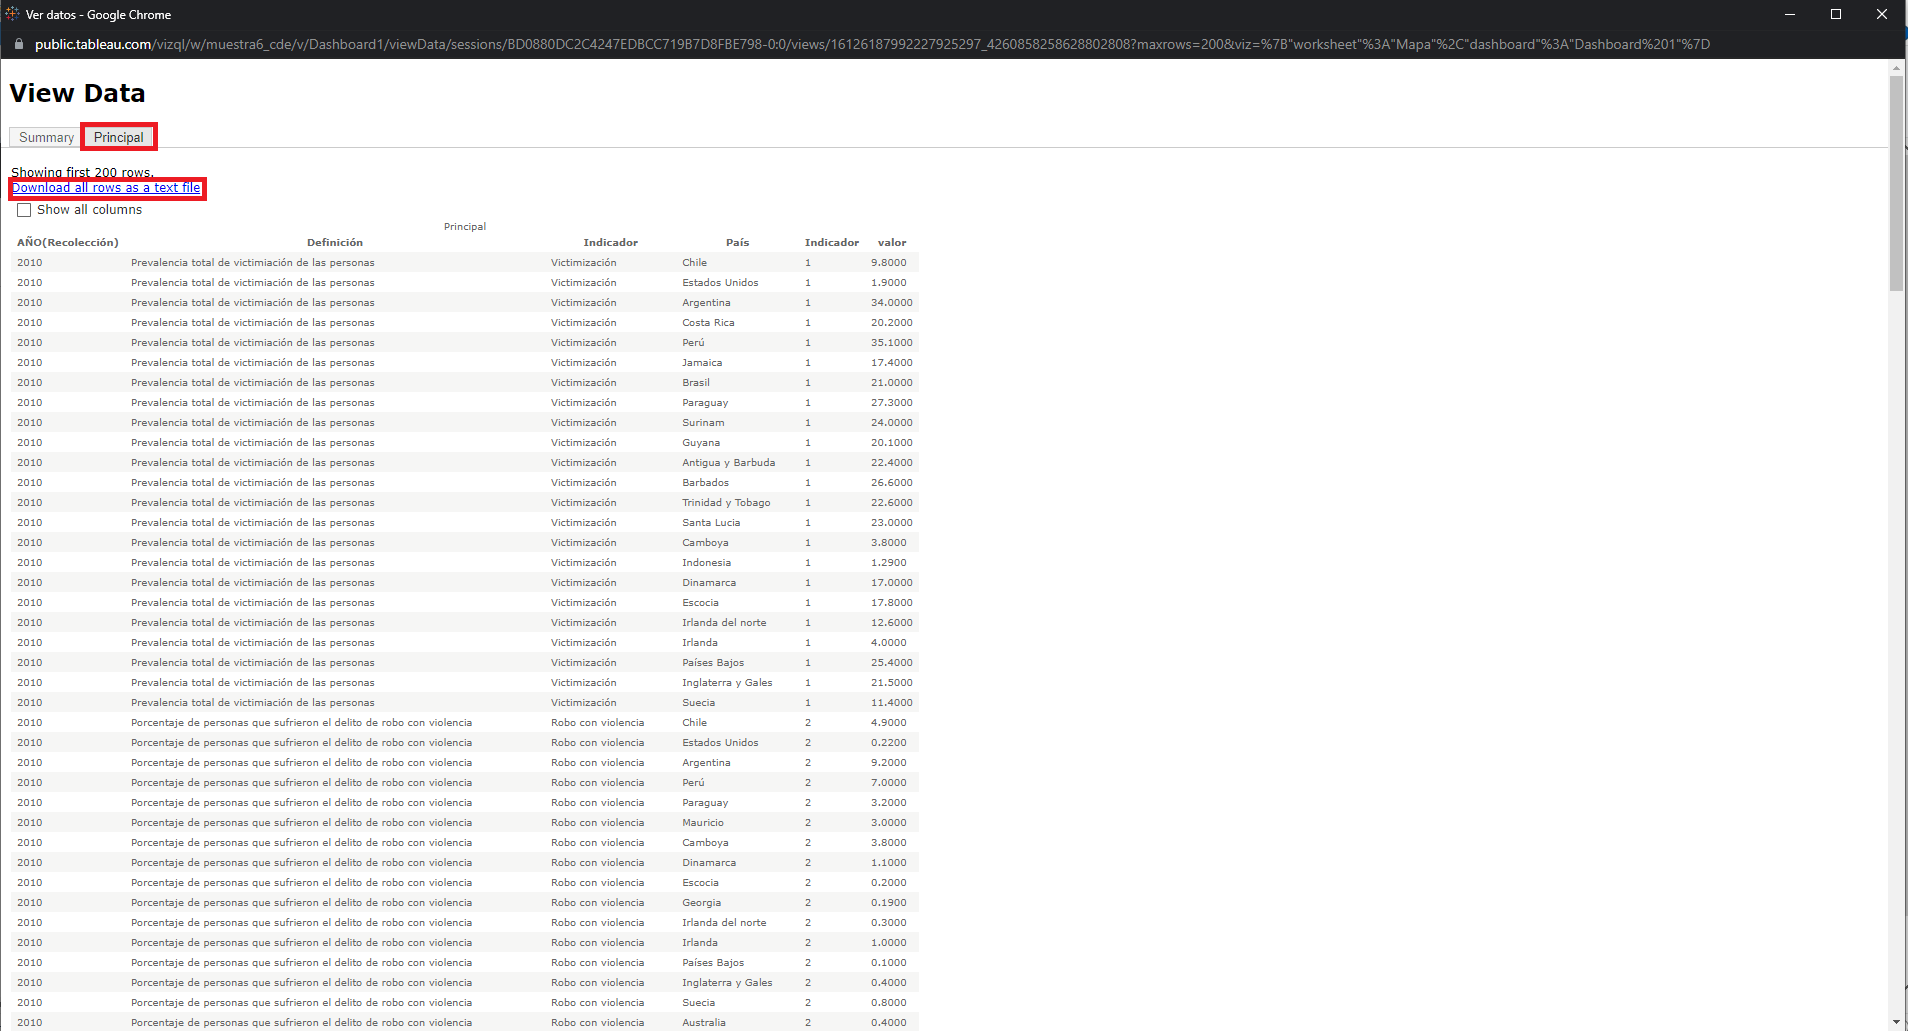 Ver datos - Google Chrome
public.tableau.com/vizql/w/muestra6_cde/v/Dashboard1/viewData/sessions/BD0880DC2C4247EDBCC719B7D8FBE798-0:0/views/16126187992227925297_4260858258628802808?maxrows=200&viz=%7B"worksheet"%3A"Mapa"%2C"dashboard"%3A"Dashboard%201"%7D
View Data
Summary Principal
Showing first 200 rows.
Download all rows as a text file
Show all columns
Principal
AÑO(Recolección) Definición Indicador País Indicador valor
2010 Prevalencia total de victimiación de las personas Victimización Chile 1 9.8000
2010 Prevalencia total de victimiación de las personas Victimización Estados Unidos 1 1.9000
2010 Prevalencia total de victimiación de las personas Victimización Argentina 1 34.0000
2010 Prevalencia total de victimiación de las personas Victimización Costa Rica 1 20.2000
2010 Prevalencia total de victimiación de las personas Victimización Perú 1 35.1000
2010 Prevalencia total de victimiación de las personas Victimización Jamaica 1 17.4000
2010 Prevalencia total de victimiación de las personas Victimización Brasil 1 21.0000
2010 Prevalencia total de victimiación de las personas Victimización Paraguay 1 27.3000
2010 Prevalencia total de victimiación de las personas Victimización Surinam 1 24.0000
2010 Prevalencia total de victimiación de las personas Victimización Guyana 1 20.1000
2010 Prevalencia total de victimiación de las personas Victimización Antigua y Barbuda 1 22.4000
2010 Prevalencia total de victimiación de las personas Victimización Barbados 1 26.6000
2010 Prevalencia total de victimiación de las personas Victimización Trinidad y Tobago 1 22.6000
2010 Prevalencia total de victimiación de las personas Victimización Santa Lucia 1 23.0000
2010 Prevalencia total de victimiación de las personas Victimización Camboya 1 3.8000
2010 Prevalencia total de victimiación de las personas Victimización Indonesia 1 1.2900
2010 Prevalencia total de victimiación de las personas Victimización Dinamarca 1 17.0000
2010 Prevalencia total de victimiación de las personas Victimización Escocia 1 17.8000
2010 Prevalencia total de victimiación de las personas Victimización Irlanda del norte 1 12.6000
2010 Prevalencia total de victimiación de las personas Victimización Irlanda 1 4.0000
2010 Prevalencia total de victimiación de las personas Victimización Países Bajos 1 25.4000
2010 Prevalencia total de victimiación de las personas Victimización Inglaterra y Gales 1 21.5000
2010 Prevalencia total de victimiación de las personas Victimización Suecia 1 11.4000
2010 Porcentaje de personas que sufrieron el delito de robo con violencia Robo con violencia Chile 2 4.9000
2010 Porcentaje de personas que sufrieron el delito de robo con violencia Robo con violencia Estados Unidos 2 0.2200
2010 Porcentaje de personas que sufrieron el delito de robo con violencia Robo con violencia Argentina 2 9.2000
2010 Porcentaje de personas que sufrieron el delito de robo con violencia Robo con violencia Perú 2 7.0000
2010 Porcentaje de personas que sufrieron el delito de robo con violencia Robo con violencia Paraguay 2 3.2000
2010 Porcentaje de personas que sufrieron el delito de robo con violencia Robo con violencia Mauricio 2 3.0000
2010 Porcentaje de personas que sufrieron el delito de robo con violencia Robo con violencia Camboya 2 3.8000
2010 Porcentaje de personas que sufrieron el delito de robo con violencia Robo con violencia Dinamarca 2 1.1000
2010 Porcentaje de personas que sufrieron el delito de robo con violencia Robo con violencia Escocia 2 0.2000
2010 Porcentaje de personas que sufrieron el delito de robo con violencia Robo con violencia Georgia 2 0.1900
2010 Porcentaje de personas que sufrieron el delito de robo con violencia Robo con violencia Irlanda del norte 2 0.3000
2010 Porcentaje de personas que sufrieron el delito de robo con violencia Robo con violencia Irlanda 2 1.0000
2010 Porcentaje de personas que sufrieron el delito de robo con violencia Robo con violencia Países Bajos 2 0.1000
2010 Porcentaje de personas que sufrieron el delito de robo con violencia Robo con violencia Inglaterra y Gales 2 0.4000
2010 Porcentaje de personas que sufrieron el delito de robo con violencia Robo con violencia Suecia 2 0.8000
2010 Porcentaje de personas que sufrieron el delito de robo con violencia Robo con violencia Australia 2 0.4000